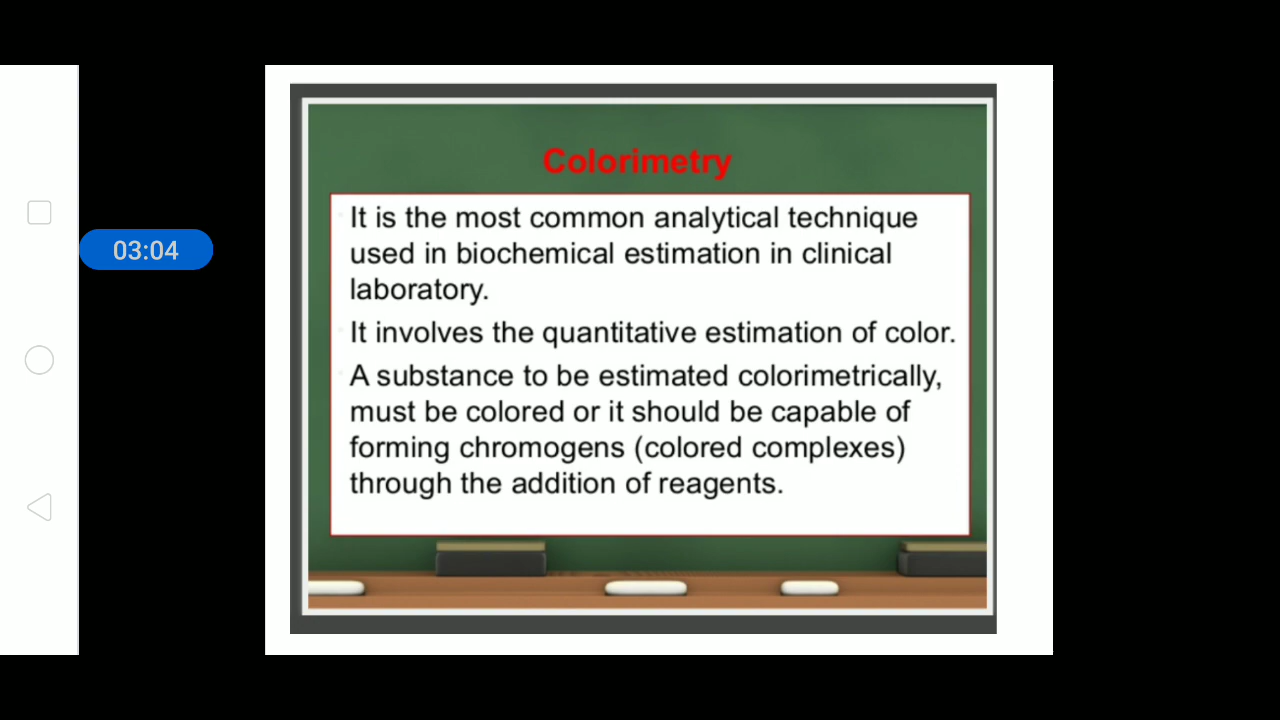 Colorimetry
It is the most common analytical technique
used in biochemical estimation in clinical
laboratory.
It involves the quantitative estimation of color.
A substance to be estimated colorimetrically,
must be colored or it should be capable of
forming chromogens (colored complexes)
through the addition of reagents.
03:04